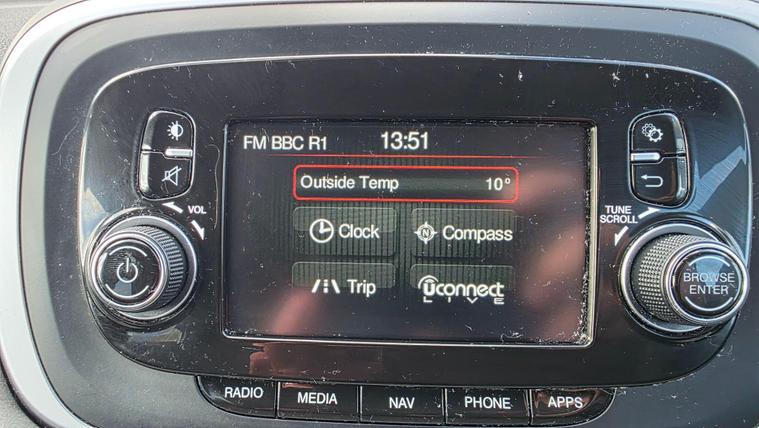 FM BBC R1 13:51
Outside Temp 10°
Clock Compass
Trip Uconnect
LIVE
VOL
TUNE
SCROLL
BROWSE
ENTER
RADIO MEDIA NAV PHONE APPS